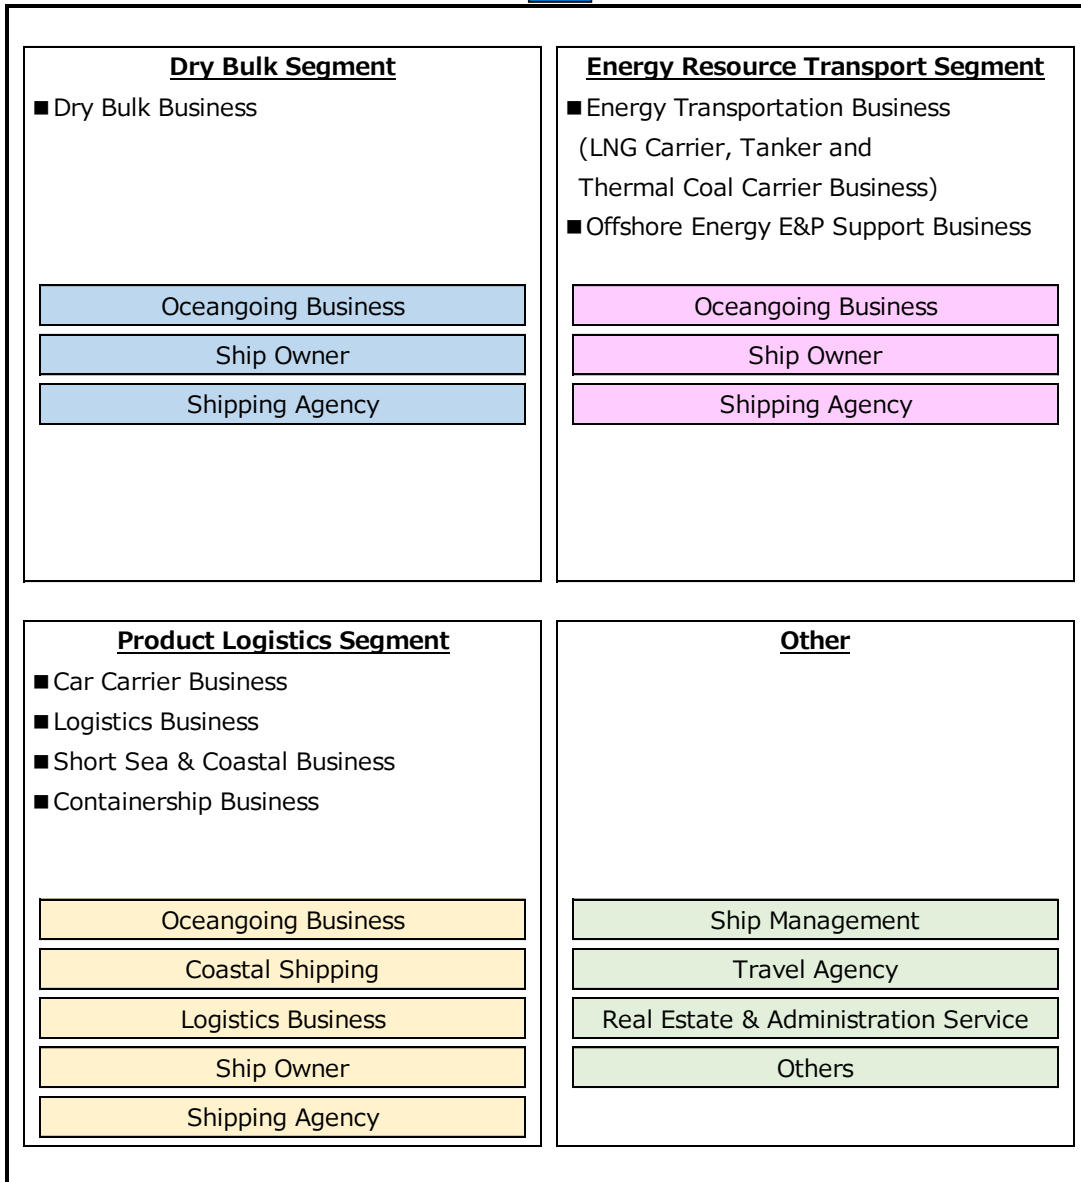 Dry Bulk Segment
■ Dry Bulk Business
Oceangoing Business
Ship Owner
Shipping Agency
Energy Resource Transport Segment
■ Energy Transportation Business
(LNG Carrier, Tanker and
Thermal Coal Carrier Business)
■ Offshore Energy E&P Support Business
Oceangoing Business
Ship Owner
Shipping Agency
Product Logistics Segment
■ Car Carrier Business
■ Logistics Business
■ Short Sea & Coastal Business
■ Containership Business
Oceangoing Business
Coastal Shipping
Logistics Business
Ship Owner
Shipping Agency
Other
Ship Management
Travel Agency
Real Estate & Administration Service
Others